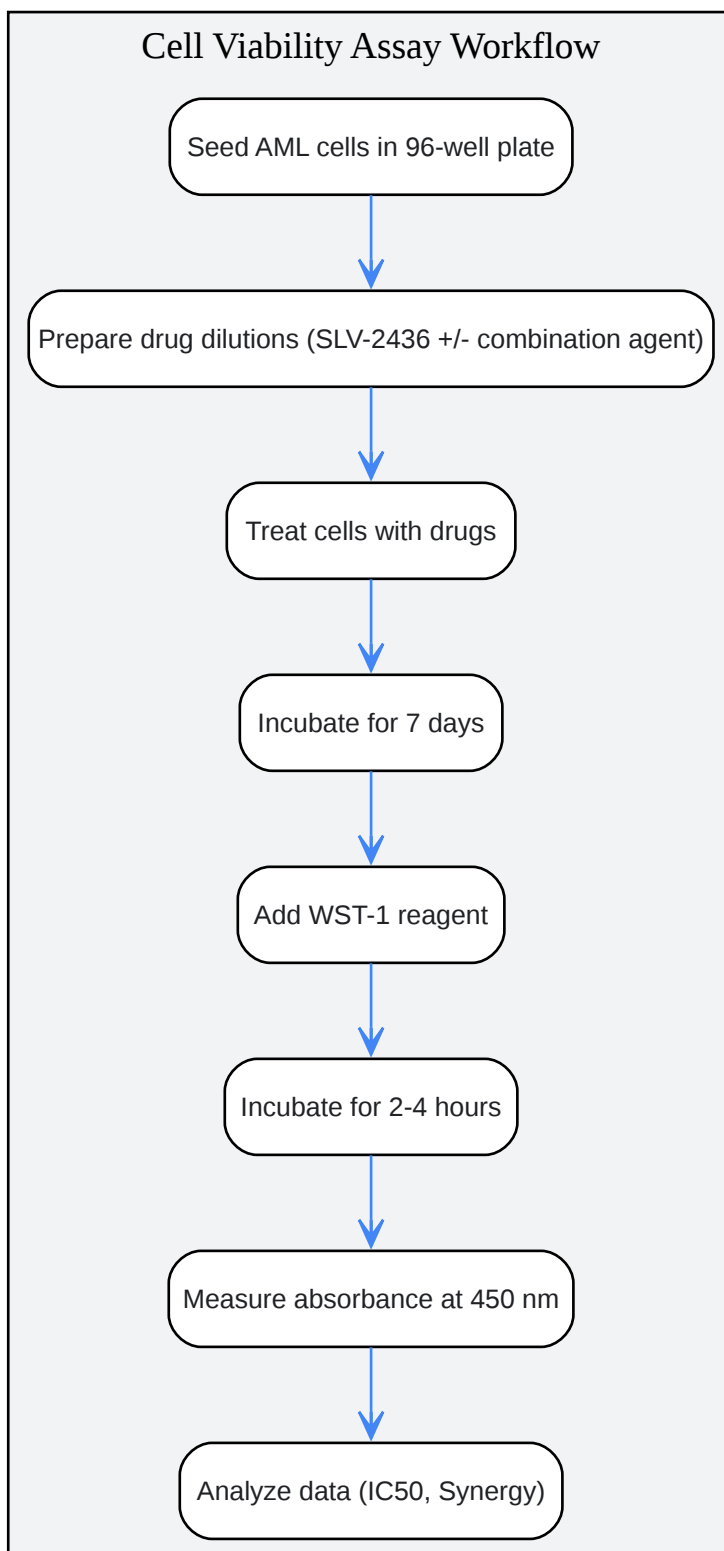 Cell Viability Assay Workflow
Seed AML cells in 96-well plate
Prepare drug dilutions (SLV-2436 +/- combination agent)
Treat cells with drugs
Incubate for 7 days
Add WST-1 reagent
Incubate for 2-4 hours
Measure absorbance at 450 nm
Analyze data (IC50, Synergy)